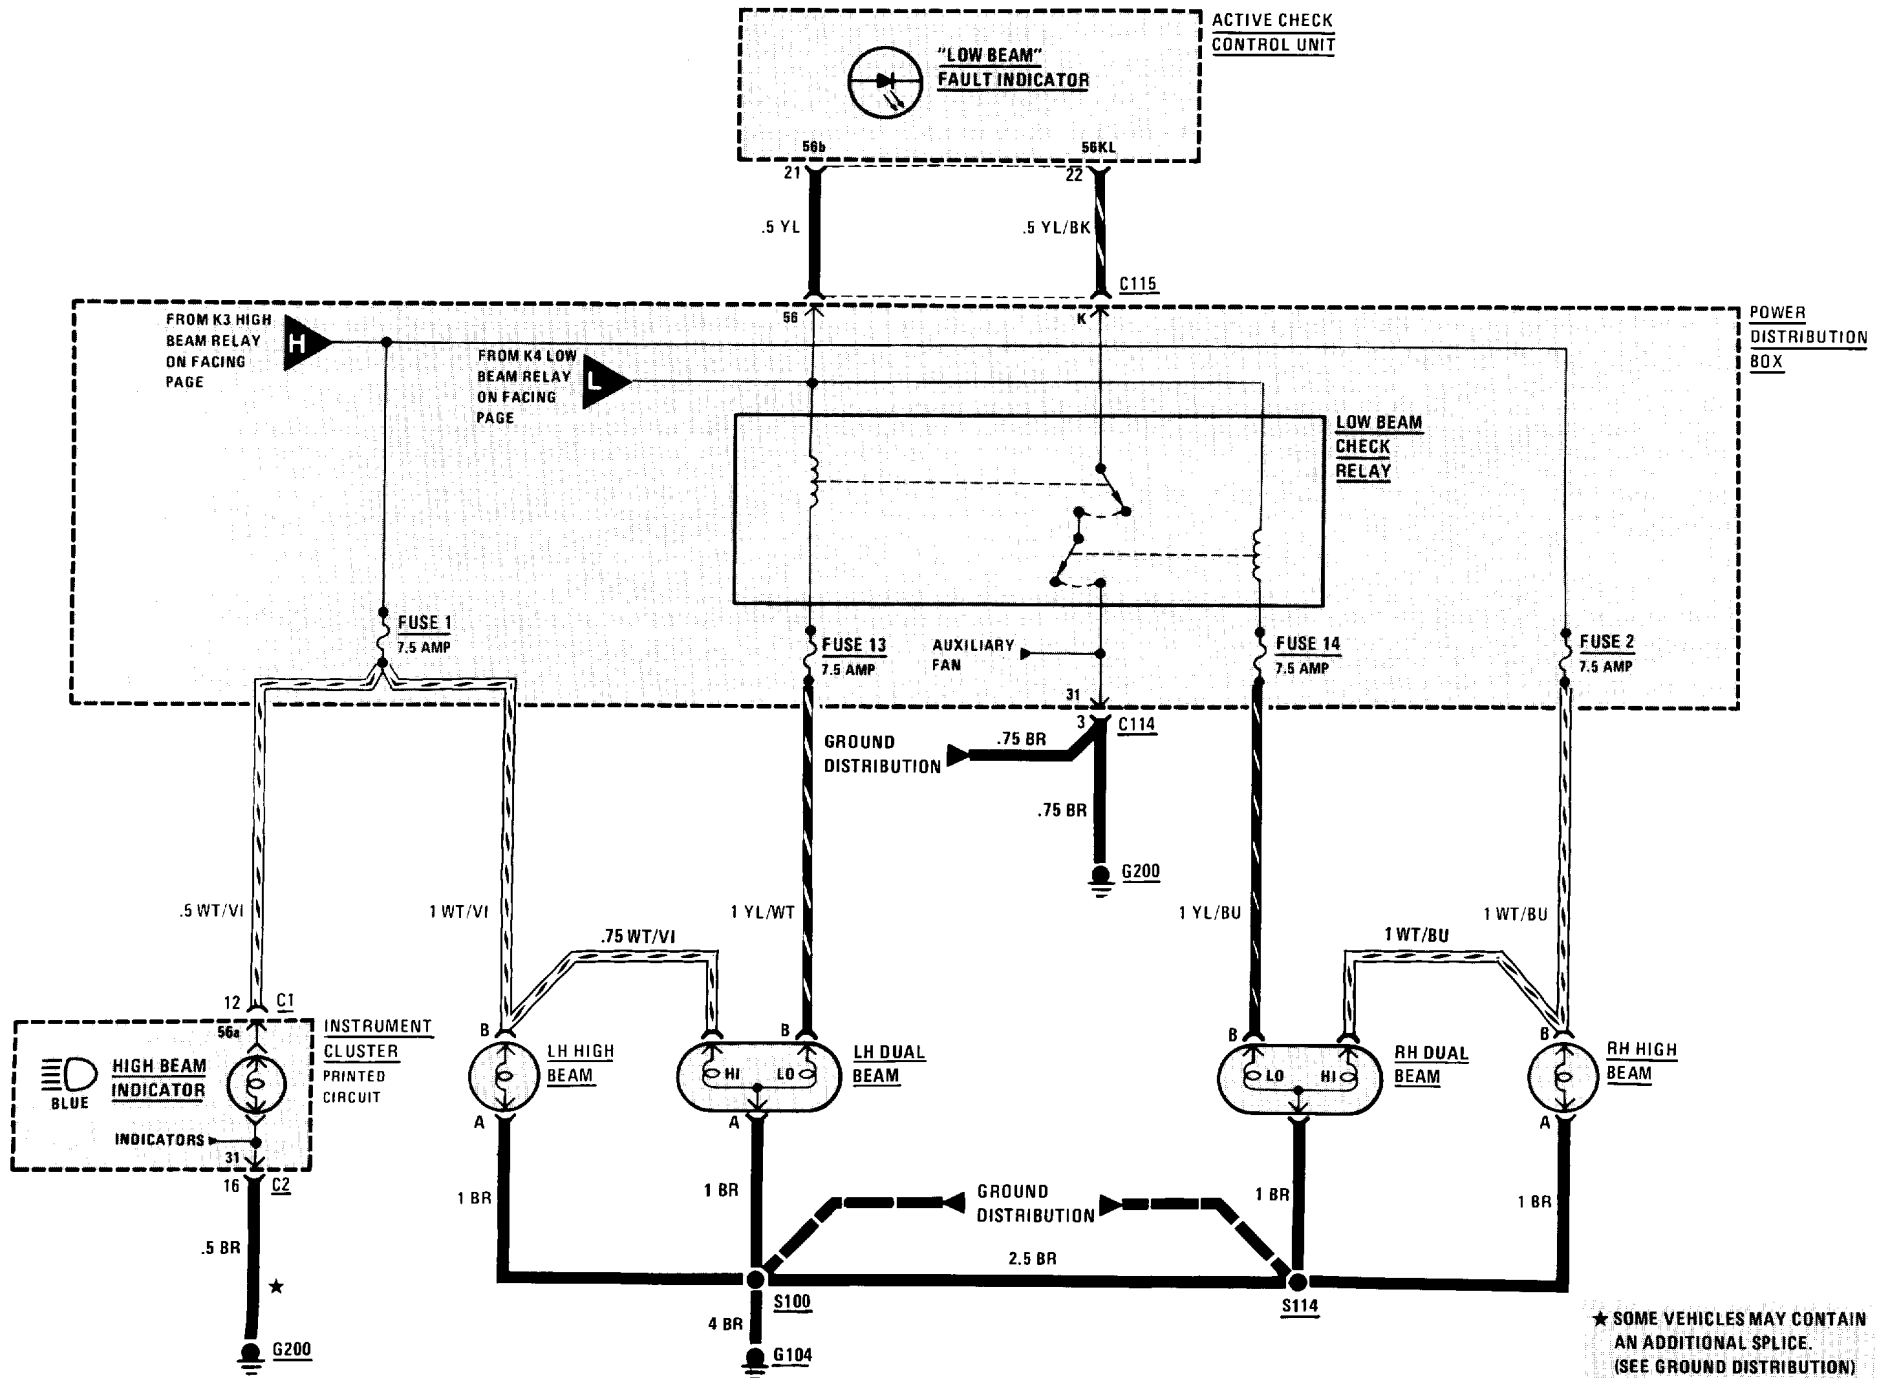 ACTIVE CHECK
CONTROL UNIT
"LOW BEAM"
FAULT INDICATOR
56b
56KL
21
22
.5 YL
.5 YL/BK
C115
56
K
FROM K3 HIGH
BEAM RELAY
ON FACING
PAGE
H
FROM K4 LOW
BEAM RELAY
ON FACING
PAGE
L
POWER
DISTRIBUTION
BOX
LOW BEAM
CHECK
RELAY
FUSE 1
7.5 AMP
FUSE 13
7.5 AMP
AUXILIARY
FAN
FUSE 14
7.5 AMP
FUSE 2
7.5 AMP
31
3
C114
GROUND
DISTRIBUTION
.75 BR
.75 BR
G200
.5 WT/VI
1 WT/VI
.75 WT/VI
1 YL/WT
1 YL/BU
1 WT/BU
1 WT/BU
12
C1
56a
INSTRUMENT
CLUSTER
PRINTED
CIRCUIT
HIGH BEAM
INDICATOR
BLUE
INDICATORS
31
16
C2
B
LH HIGH
BEAM
A
B
HI
LO
LH DUAL
BEAM
A
B
LO
HI
RH DUAL
BEAM
B
RH HIGH
BEAM
A
1 BR
1 BR
GROUND
DISTRIBUTION
1 BR
1 BR
.5 BR
★
2.5 BR
S100
S114
4 BR
G200
G104
★ SOME VEHICLES MAY CONTAIN
AN ADDITIONAL SPLICE.
(SEE GROUND DISTRIBUTION)